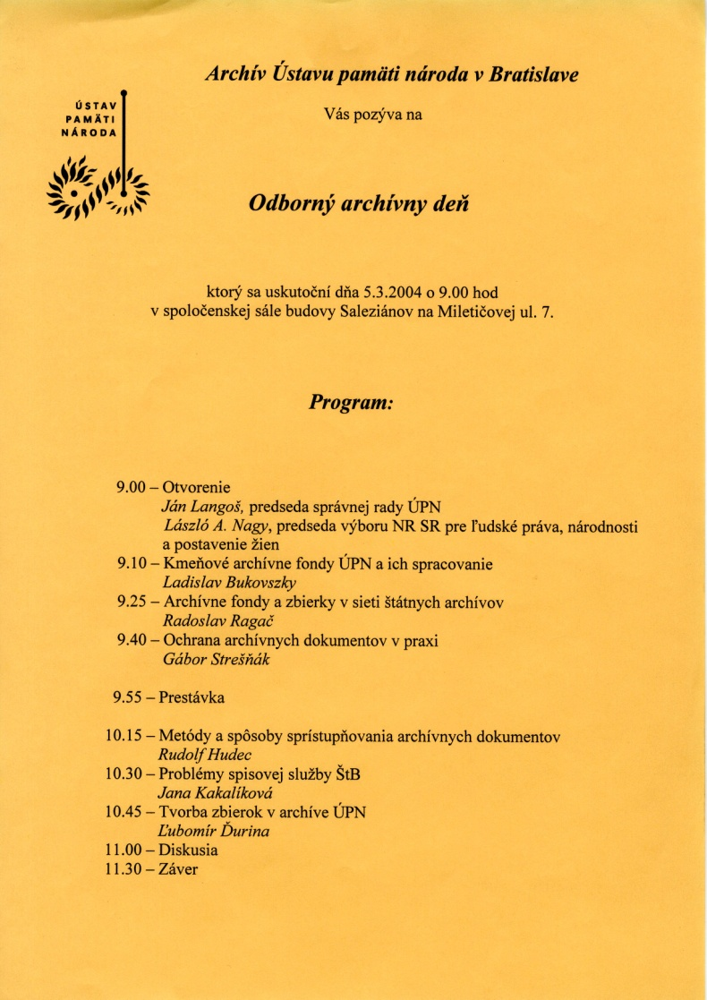 Archív Ústavu pamäti národa v Bratislave
ÚSTAV
PAMÄTI
NÁRODA
Vás pozýva na
Odborný archívny deň
ktorý sa uskutoční dňa 5.3.2004 o 9.00 hod
v spoločenskej sále budovy Saleziánov na Miletičovej ul. 7.
Program:
9.00 – Otvorenie
Ján Langoš, predseda správnej rady ÚPN
László A. Nagy, predseda výboru NR SR pre ľudské práva, národnosti
a postavenie žien
9.10 – Kmeňové archívne fondy ÚPN a ich spracovanie
Ladislav Bukovszky
9.25 – Archívne fondy a zbierky v sieti štátnych archívov
Radoslav Ragač
9.40 – Ochrana archívnych dokumentov v praxi
Gábor Strešňák
9.55 – Prestávka
10.15 – Metódy a spôsoby sprístupňovania archívnych dokumentov
Rudolf Hudec
10.30 – Problémy spisovej služby ŠtB
Jana Kakalíková
10.45 – Tvorba zbierok v archíve ÚPN
Ľubomír Ďurina
11.00 – Diskusia
11.30 – Záver